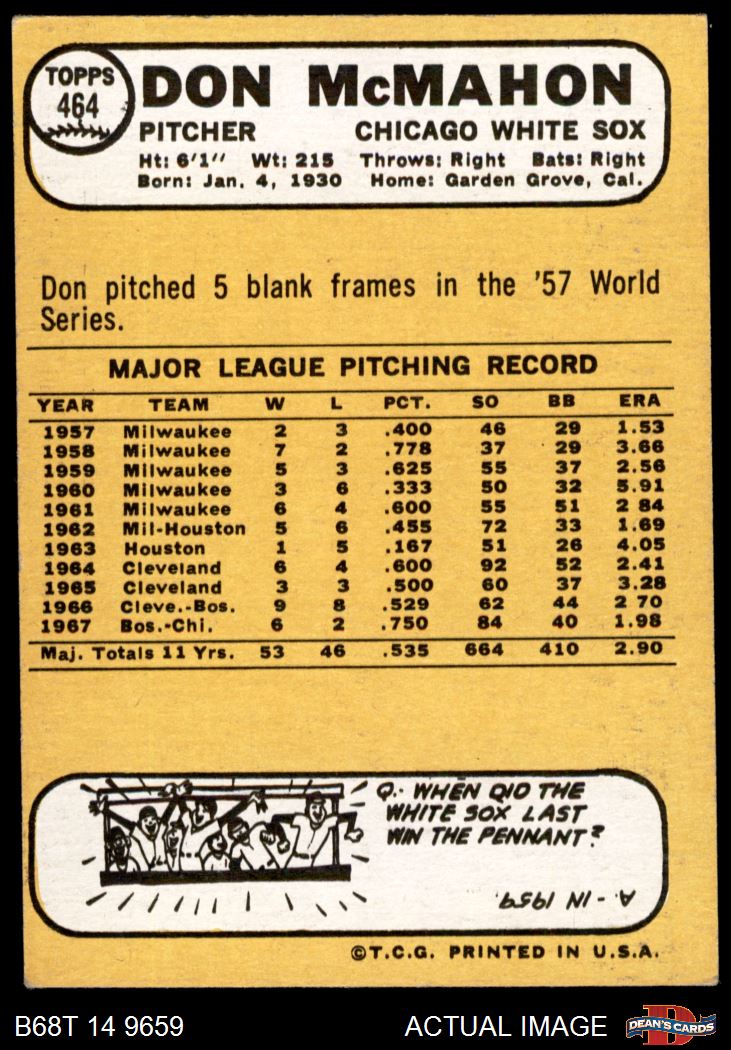 TOPPS
464
DON McMAHON
PITCHER CHICAGO WHITE SOX
Ht: 6'1" Wt: 215 Throws: Right Bats: Right
Born: Jan. 4, 1930 Home: Garden Grove, Cal.
Don pitched 5 blank frames in the '57 World
Series.
MAJOR LEAGUE PITCHING RECORD
YEAR TEAM W L PCT. SO BB ERA
1957 Milwaukee 2 3 .400 46 29 1.53
1958 Milwaukee 7 2 .778 37 29 3.66
1959 Milwaukee 5 3 .625 55 37 2.56
1960 Milwaukee 3 6 .333 50 32 5.91
1961 Milwaukee 6 4 .600 55 51 2 84
1962 Mil-Houston 5 6 .455 72 33 1.69
1963 Houston 1 5 .167 51 26 4.05
1964 Cleveland 6 4 .600 92 52 2.41
1965 Cleveland 3 3 .500 60 37 3.28
1966 Cleve.-Bos. 9 8 .529 62 44 2 70
1967 Bos.-Chi. 6 2 .750 84 40 1.98
Maj. Totals 11 Yrs. 53 46 .535 664 410 2.90
Q. WHEN DID THE
WHITE SOX LAST
WIN THE PENNANT?
A - IN 1959.
©T.C.G. PRINTED IN U.S.A.
B68T 14 9659 ACTUAL IMAGE DEAN'S CARDS